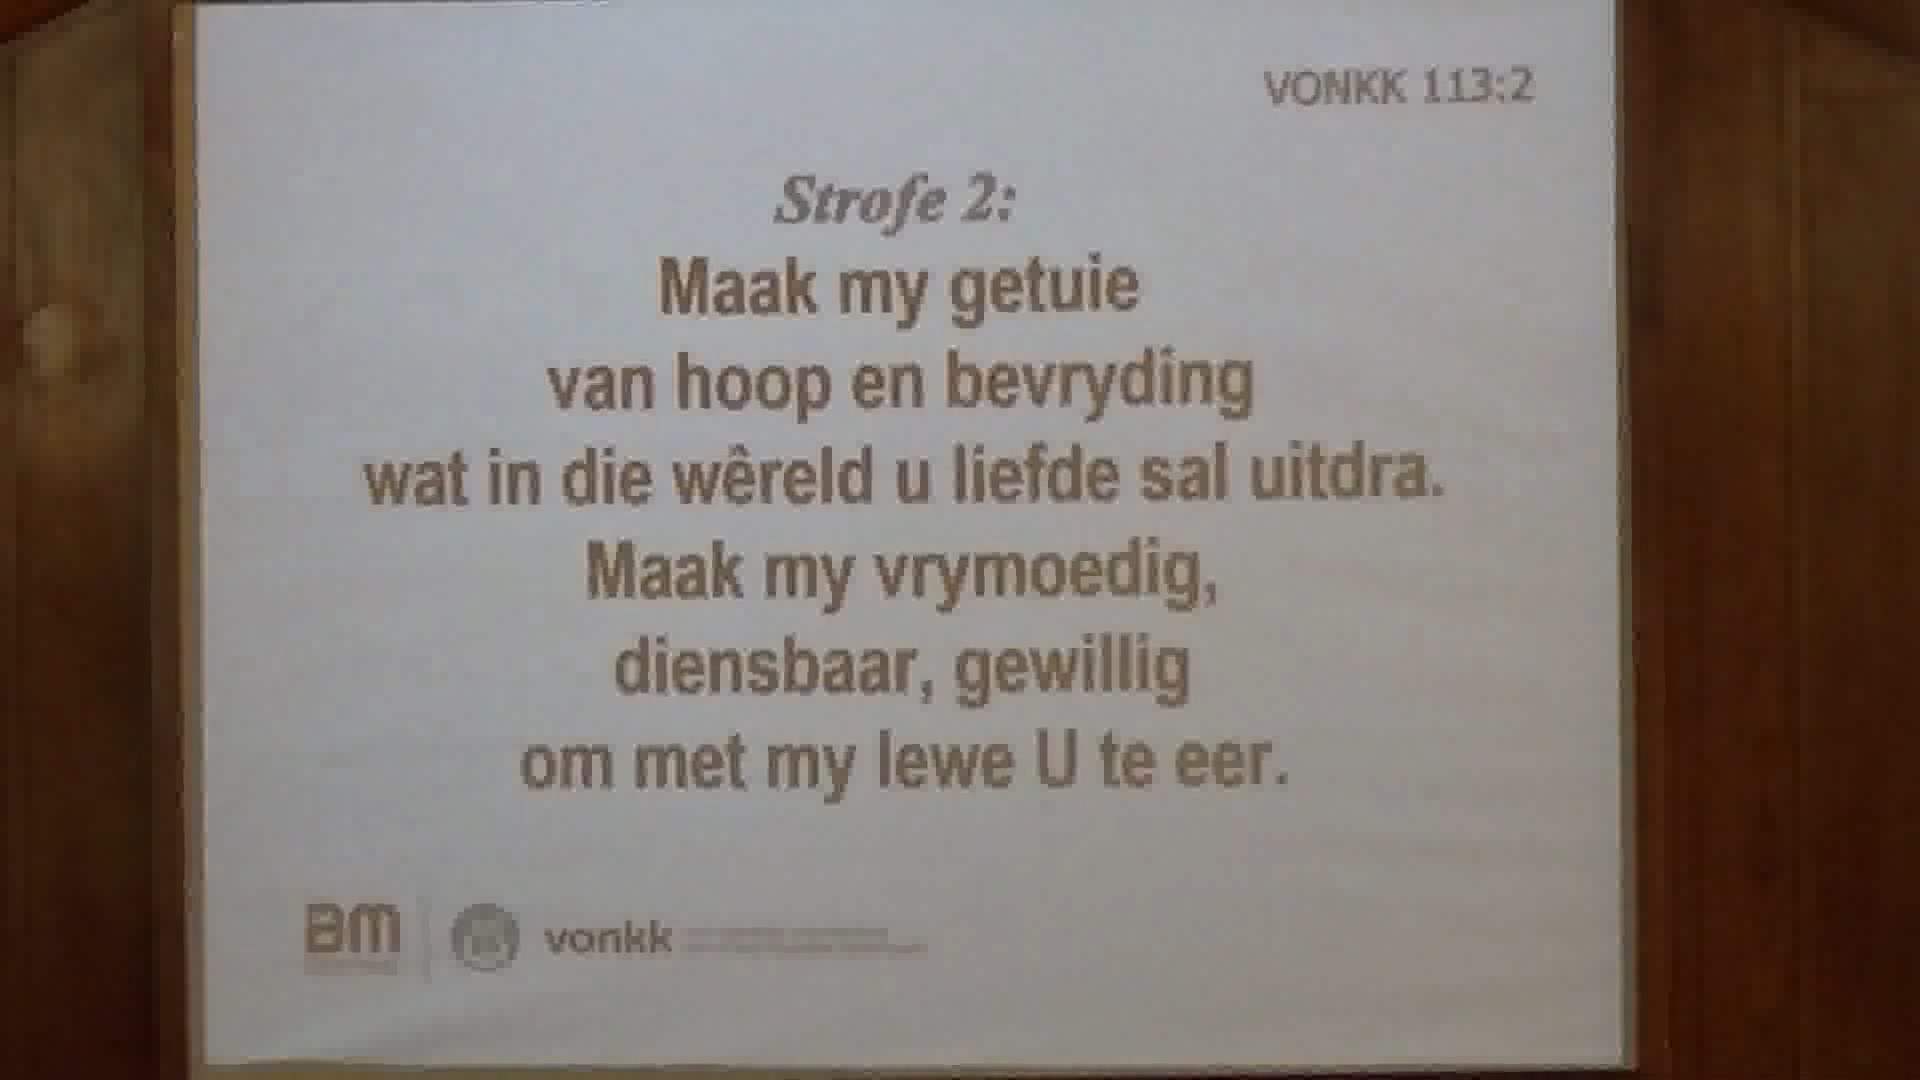 VONKK 113:2
Strofe 2:
Maak my getuie
van hoop en bevryding
wat in die wêreld u liefde sal uitdra.
Maak my vrymoedig,
diensbaar, gewillig
om met my lewe U te eer.
BM
vonkk